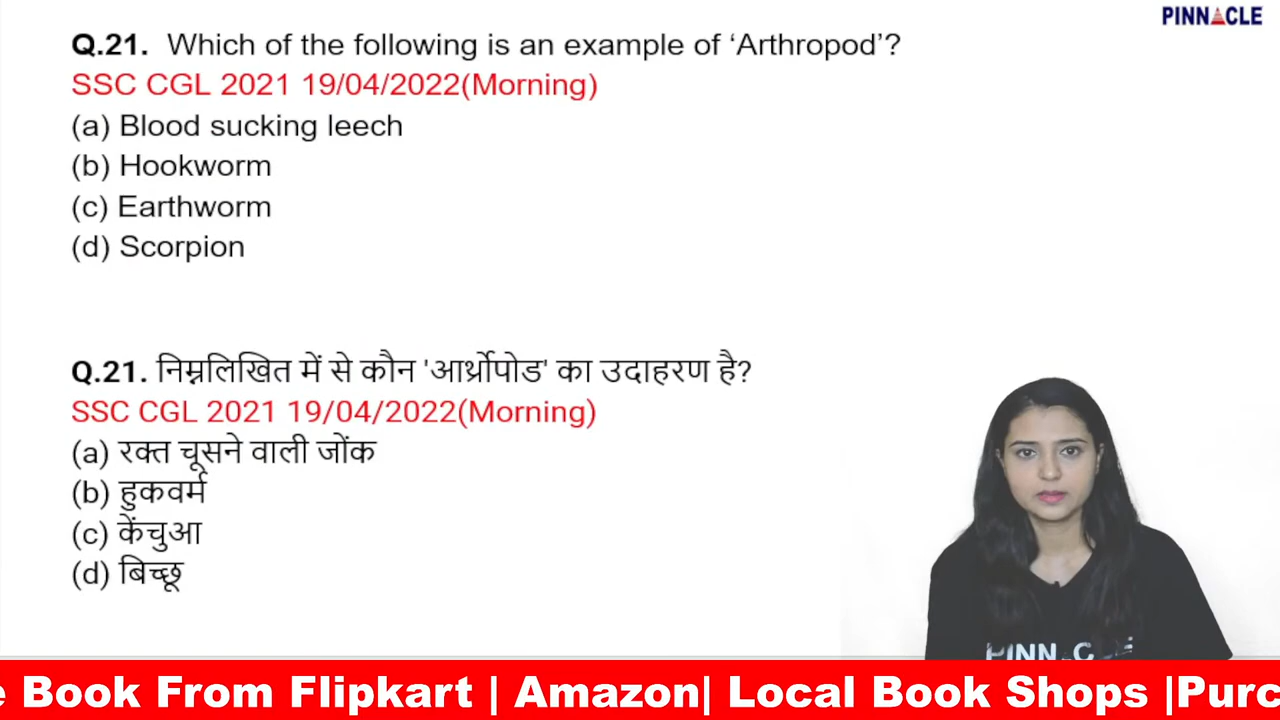 PINNACLE
Q.21. Which of the following is an example of ‘Arthropod’?
SSC CGL 2021 19/04/2022(Morning)
(a) Blood sucking leech
(b) Hookworm
(c) Earthworm
(d) Scorpion
Q.21. निम्नलिखित में से कौन 'आर्थ्रोपोड' का उदाहरण है?
SSC CGL 2021 19/04/2022(Morning)
(a) रक्त चूसने वाली जोंक
(b) हुकवर्म
(c) केंचुआ
(d) बिच्छू
PINNACLE
e Book From Flipkart | Amazon| Local Book Shops |Purc